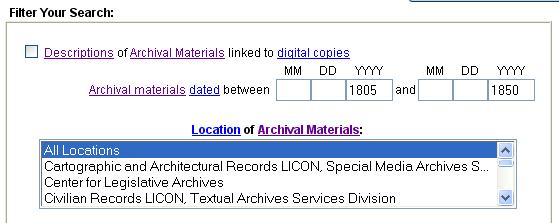 Filter Your Search:
Descriptions of Archival Materials linked to digital copies
MM DD YYYY MM DD YYYY
Archival materials dated between 1805 and 1850
Location of Archival Materials:
All Locations
Cartographic and Architectural Records LICON, Special Media Archives S...
Center for Legislative Archives
Civilian Records LICON, Textual Archives Services Division